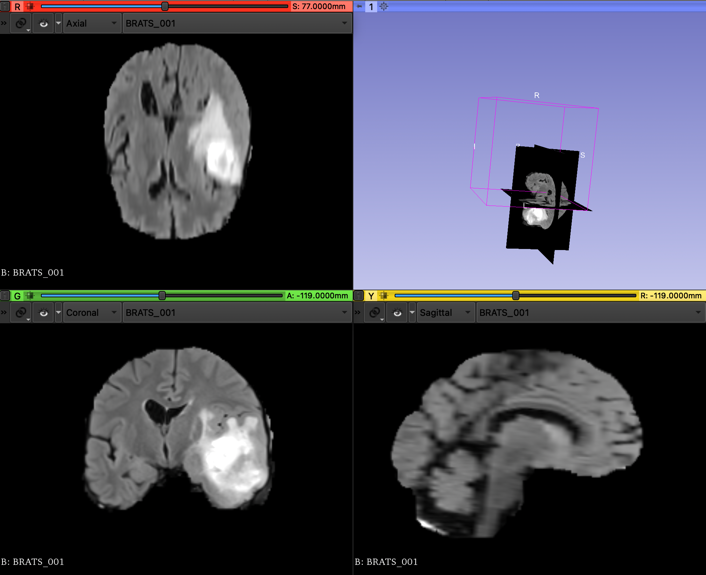 R S: 77.0000mm
1
» Axial BRATS_001
R
S
B: BRATS_001
G A: -119.0000mm
Y R: -119.0000mm
» Coronal BRATS_001
» Sagittal BRATS_001
B: BRATS_001
B: BRATS_001